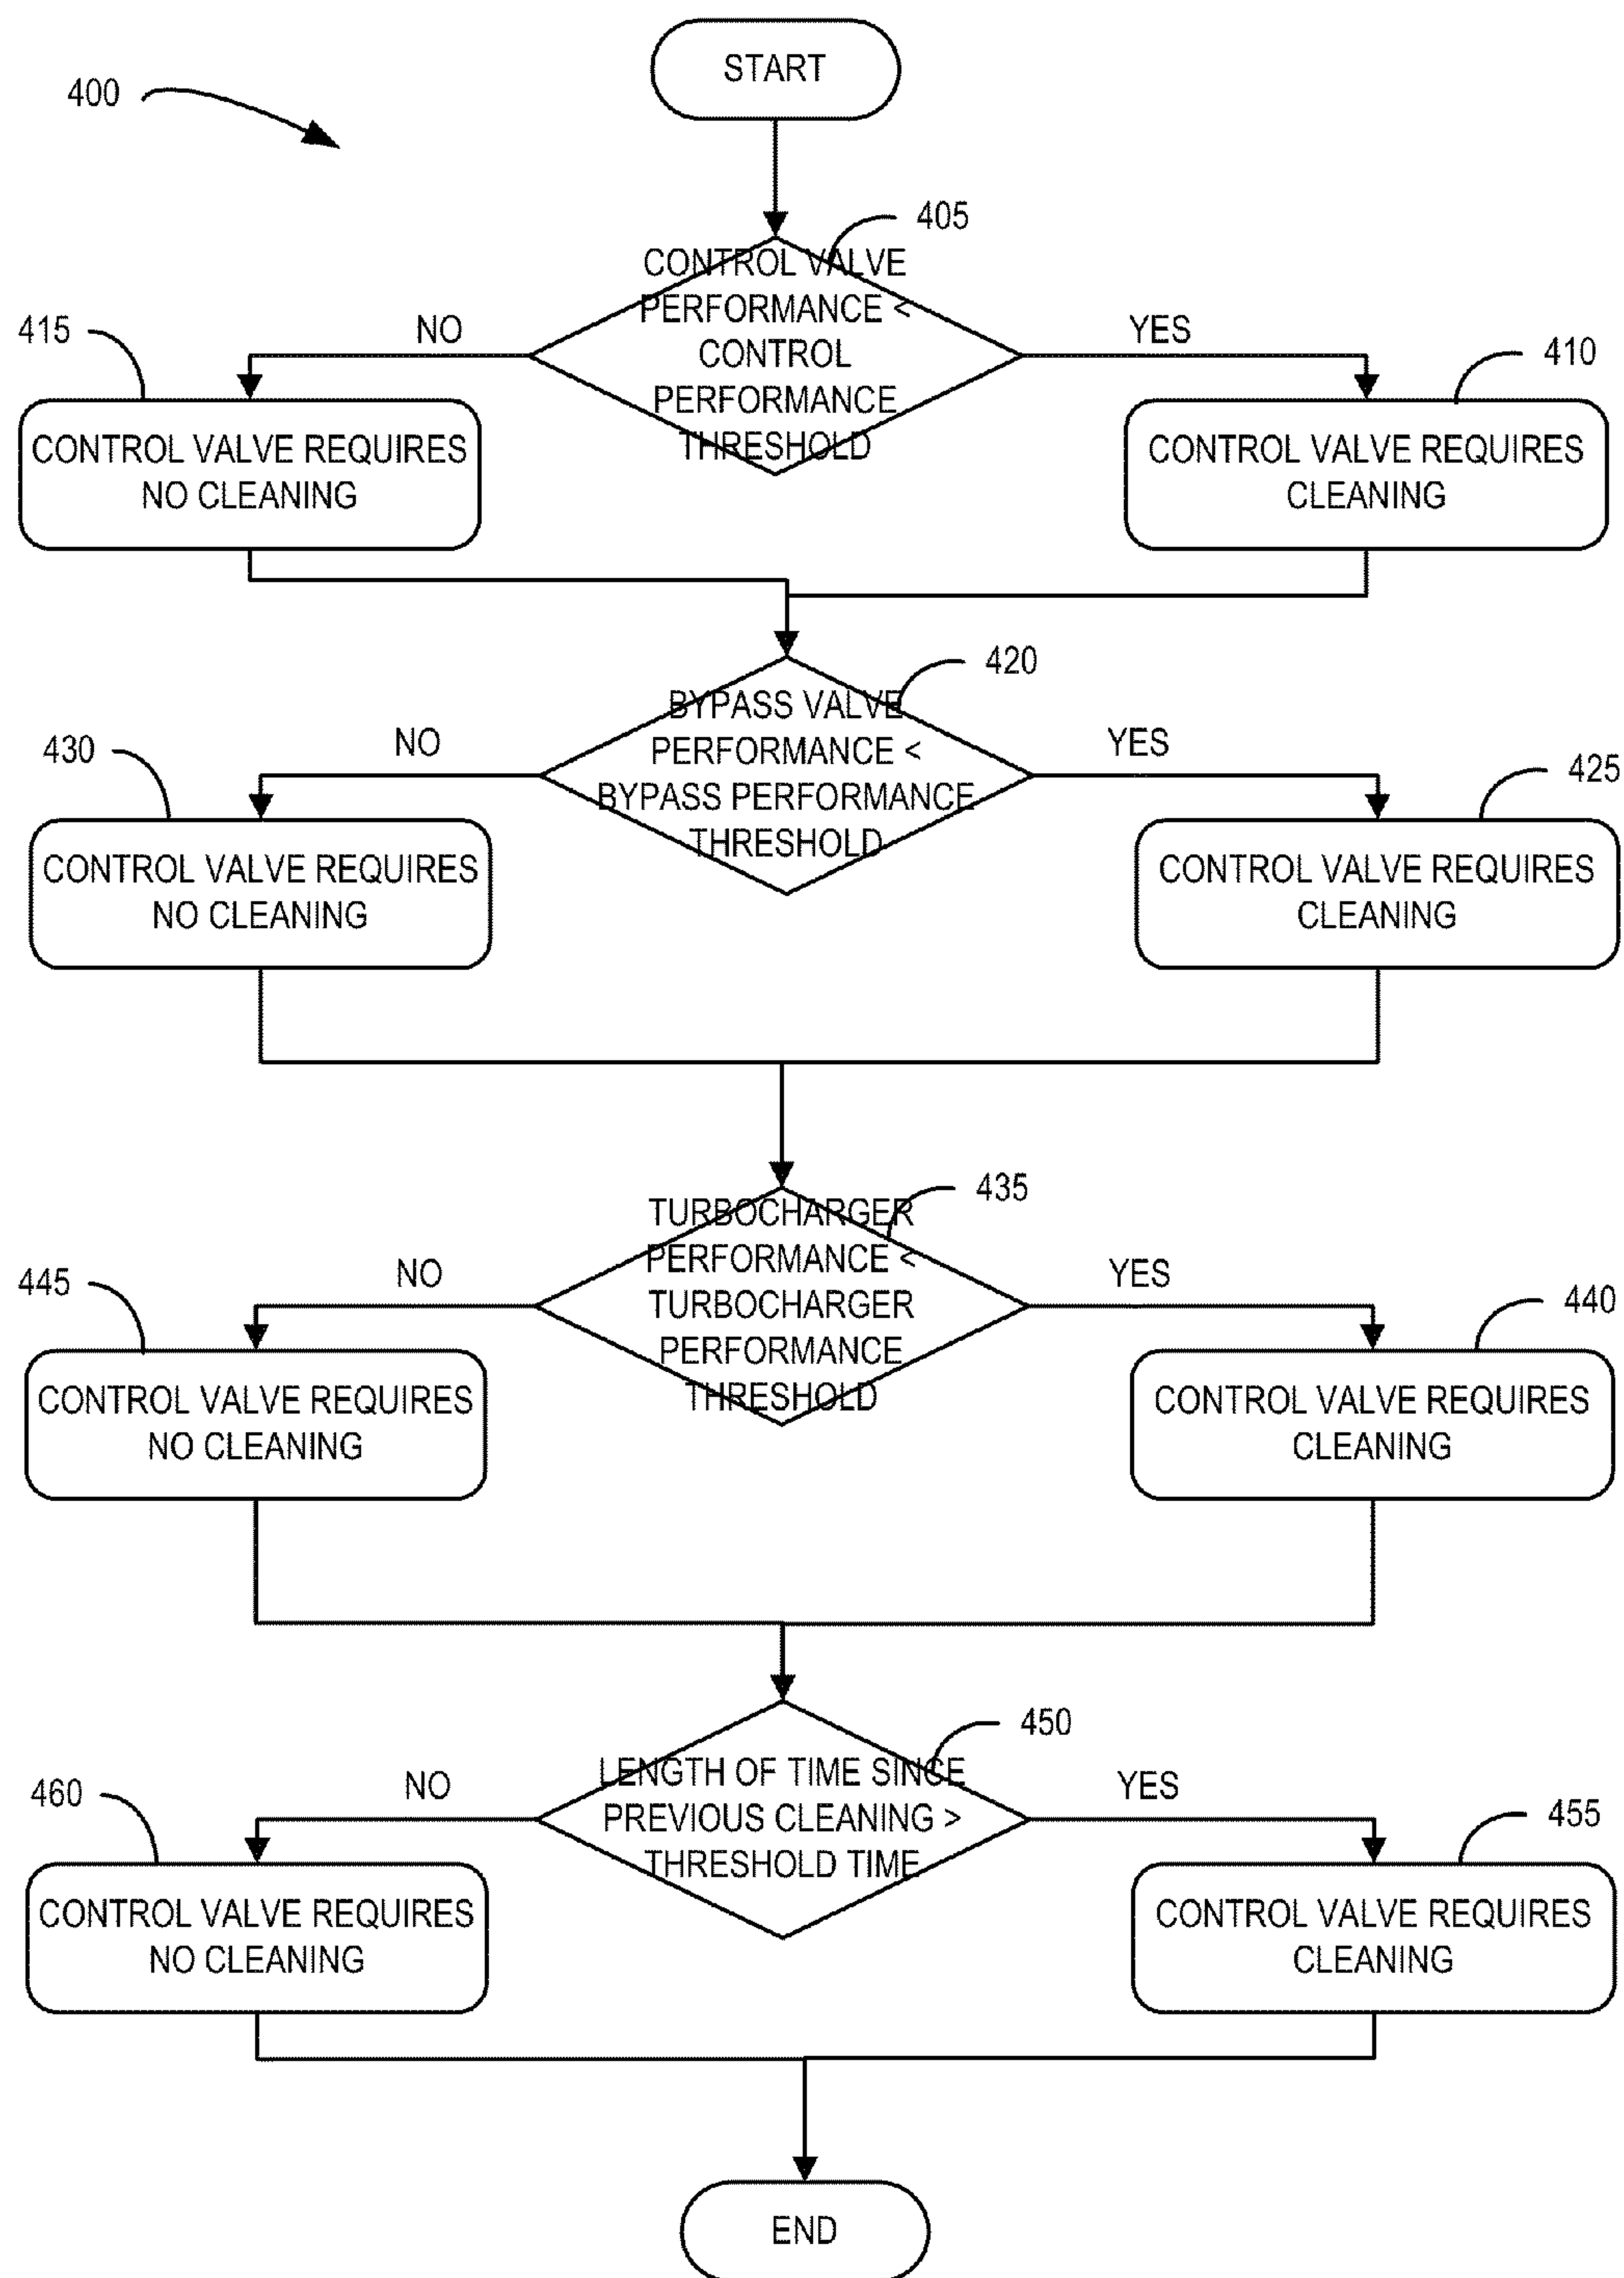 START
400
405
CONTROL VALVE
PERFORMANCE <
CONTROL
PERFORMANCE
THRESHOLD
NO
YES
415
410
CONTROL VALVE REQUIRES
NO CLEANING
CONTROL VALVE REQUIRES
CLEANING
420
BYPASS VALVE
PERFORMANCE <
BYPASS PERFORMANCE
THRESHOLD
NO
YES
430
425
CONTROL VALVE REQUIRES
NO CLEANING
CONTROL VALVE REQUIRES
CLEANING
435
TURBOCHARGER
PERFORMANCE <
TURBOCHARGER
PERFORMANCE
THRESHOLD
NO
YES
445
440
CONTROL VALVE REQUIRES
NO CLEANING
CONTROL VALVE REQUIRES
CLEANING
450
LENGTH OF TIME SINCE
PREVIOUS CLEANING >
THRESHOLD TIME
NO
YES
460
455
CONTROL VALVE REQUIRES
NO CLEANING
CONTROL VALVE REQUIRES
CLEANING
END